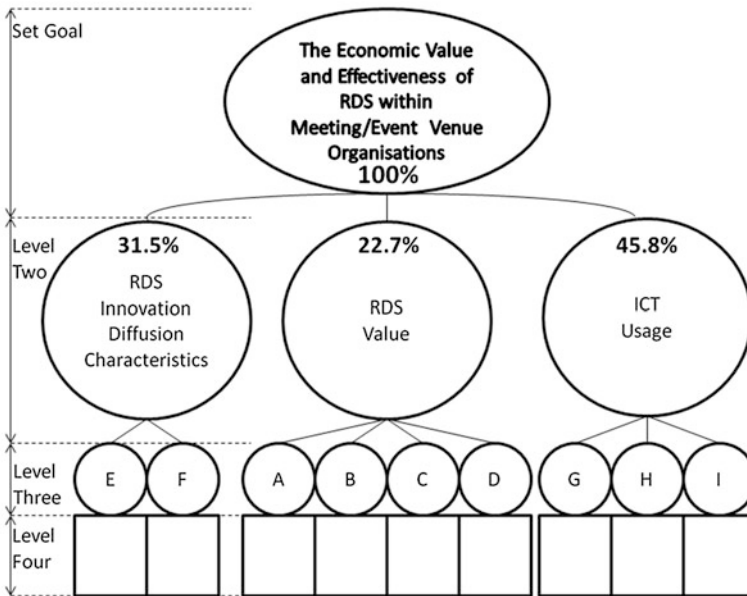 Set Goal
The Economic Value
and Effectiveness of
RDS within
Meeting/Event Venue
Organisations
100%
Level
Two
31.5%
RDS
Innovation
Diffusion
Characteristics
22.7%
RDS
Value
45.8%
ICT
Usage
Level
Three
E
F
A
B
C
D
G
H
I
Level
Four